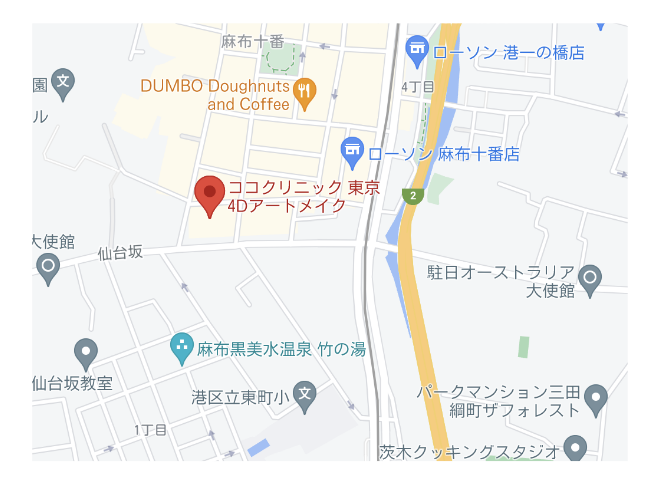 麻布十番
ローソン 港一の橋店
園
ル
DUMBO Doughnuts
and Coffee
4丁目
ローソン 麻布十番店
ココクリニック 東京
4Dアートメイク
2
大使館
仙台坂
駐日オーストラリア
大使館
麻布黒美水温泉 竹の湯
仙台坂教室
港区立東町小
パークマンション三田
綱町ザフォレスト
1丁目
茨木クッキングスタジオ
文
文